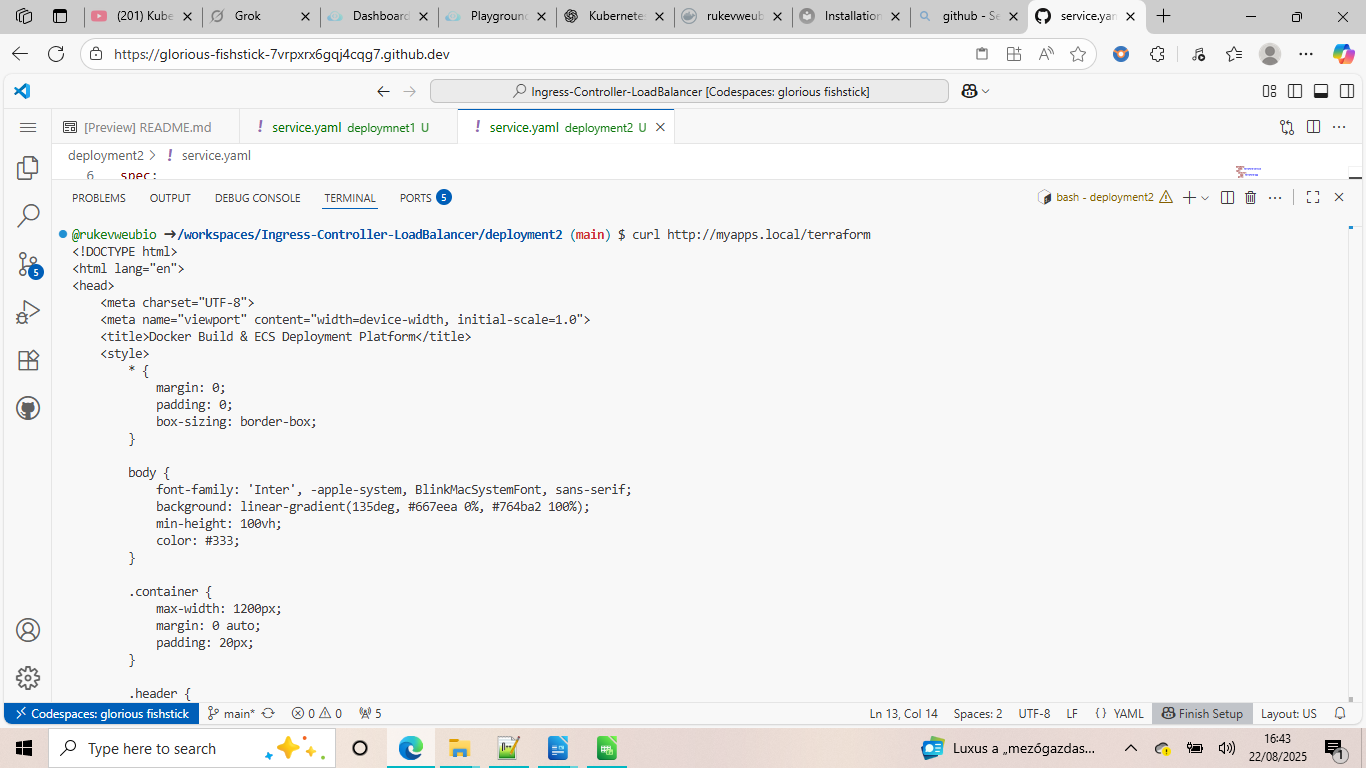 (201) Kube
Grok
Dashboard
Playground
Kubernete
rukevweub
Installation
github - Se
service.yam
https://glorious-fishstick-7vrpxrx6gqj4cqg7.github.dev
Ingress-Controller-LoadBalancer [Codespaces: glorious fishstick]
[Preview] README.md
! service.yaml deploymnet1 U
! service.yaml deployment2 U
deployment2 > ! service.yaml
6 spec:
PROBLEMS OUTPUT DEBUG CONSOLE TERMINAL PORTS 5
bash - deployment2
@rukevweubio ➜/workspaces/Ingress-Controller-LoadBalancer/deployment2 (main) $ curl http://myapps.local/terraform
<!DOCTYPE html>
<html lang="en">
<head>
    <meta charset="UTF-8">
    <meta name="viewport" content="width=device-width, initial-scale=1.0">
    <title>Docker Build & ECS Deployment Platform</title>
    <style>
        * {
            margin: 0;
            padding: 0;
            box-sizing: border-box;
        }
        body {
            font-family: 'Inter', -apple-system, BlinkMacSystemFont, sans-serif;
            background: linear-gradient(135deg, #667eea 0%, #764ba2 100%);
            min-height: 100vh;
            color: #333;
        }
        .container {
            max-width: 1200px;
            margin: 0 auto;
            padding: 20px;
        }
        .header {
5
Codespaces: glorious fishstick main* 0 0 5 Ln 13, Col 14 Spaces: 2 UTF-8 LF {} YAML Finish Setup Layout: US
Type here to search
Luxus a „mezőgazdas...
16:43
22/08/2025
1